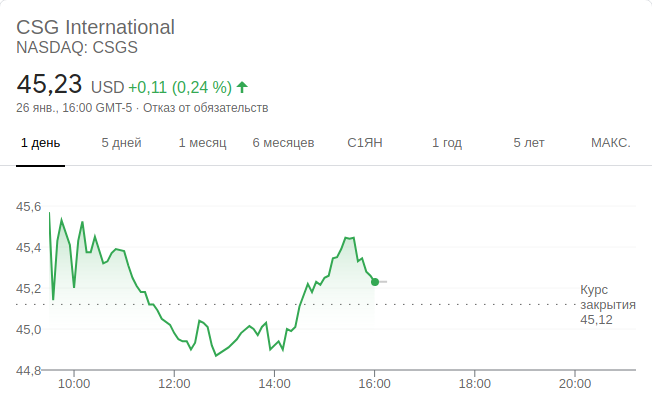 CSG International
NASDAQ: CSGS
45,23 USD +0,11 (0,24 %)
26 янв., 16:00 GMT-5 · Отказ от обязательств
1 день 5 дней 1 месяц 6 месяцев С1ЯН 1 год 5 лет МАКС.
45,6
45,4
45,2
45,0
44,8
Курс
закрытия
45,12
10:00 12:00 14:00 16:00 18:00 20:00